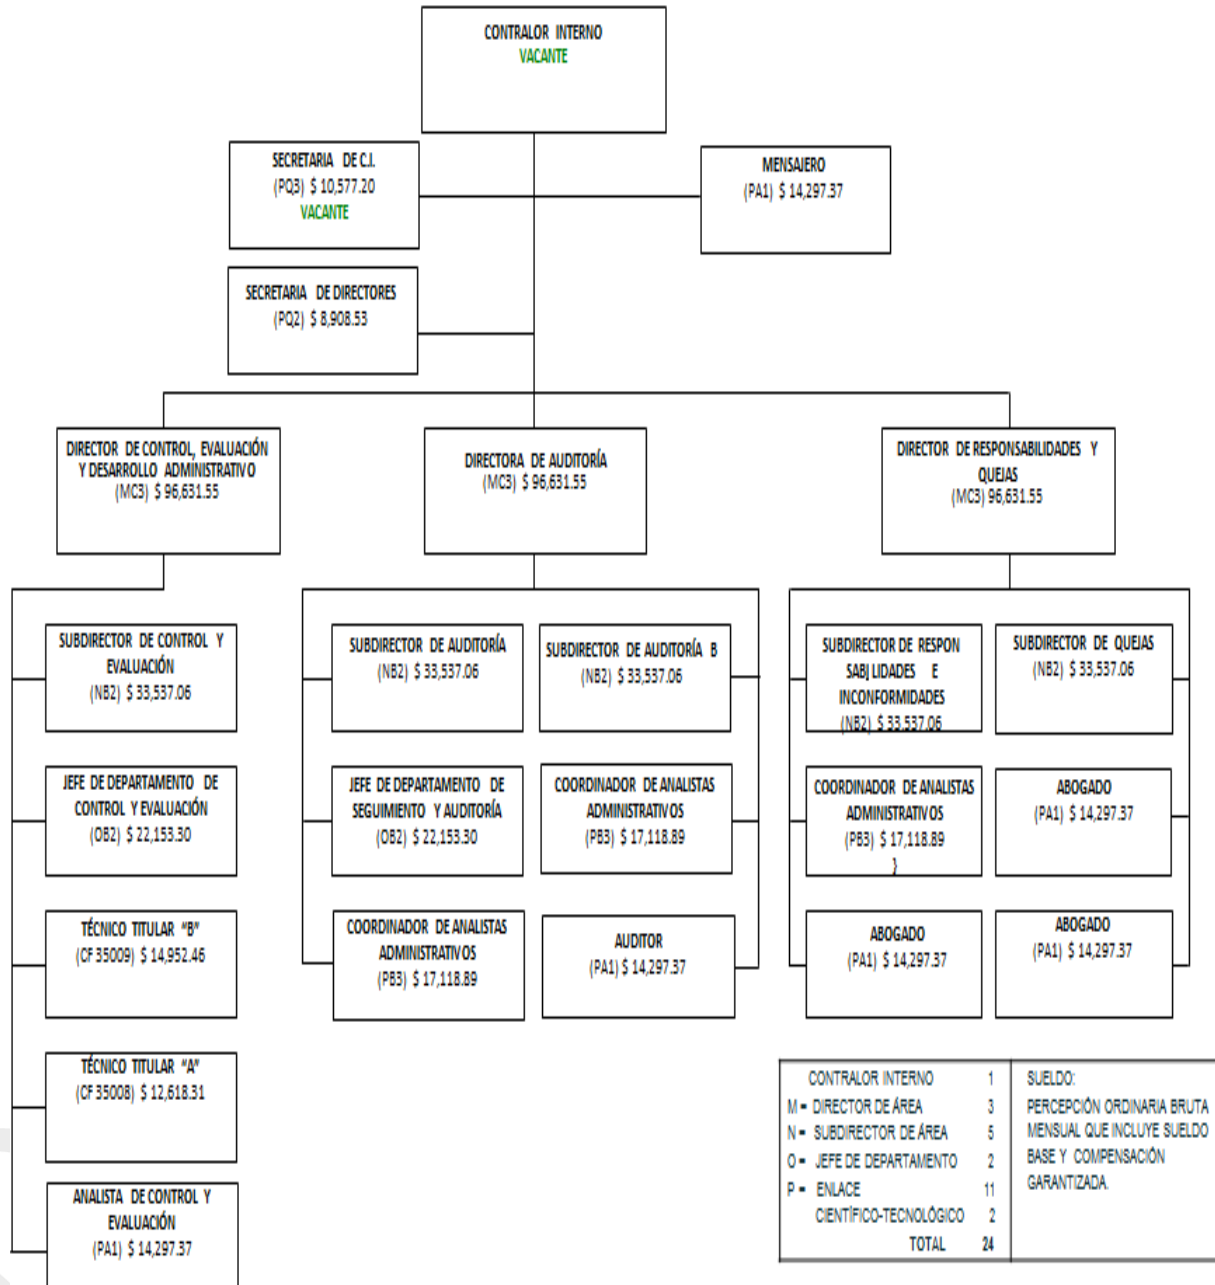 CONTRALOR INTERNO
VACANTE
SECRETARIA DE C.I.
(PQ3) $ 10,577.20
VACANTE
MENSAJERO
(PA1) $ 14,297.37
SECRETARIA DE DIRECTORES
(PQ2) $ 8,908.53
DIRECTOR DE CONTROL, EVALUACIÓN
Y DESARROLLO ADMINISTRATIVO
(MC3) $ 96,631.55
DIRECTORA DE AUDITORÍA
(MC3) $ 96,631.55
DIRECTOR DE RESPONSABILIDADES Y
QUEJAS
(MC3) 96,631.55
SUBDIRECTOR DE CONTROL Y
EVALUACIÓN
(NB2) $ 33,537.06
JEFE DE DEPARTAMENTO DE
CONTROL Y EVALUACIÓN
(OB2) $ 22,153.30
TÉCNICO TITULAR "B"
(CF 35009) $ 14,952.46
TÉCNICO TITULAR "A"
(CF 35008) $ 12,618.31
ANALISTA DE CONTROL Y
EVALUACIÓN
(PA1) $ 14,297.37
SUBDIRECTOR DE AUDITORÍA
(NB2) $ 33,537.06
SUBDIRECTOR DE AUDITORÍA B
(NB2) $ 33,537.06
JEFE DE DEPARTAMENTO DE
SEGUIMIENTO Y AUDITORÍA
(OB2) $ 22,153.30
COORDINADOR DE ANALISTAS
ADMINISTRATIVOS
(PB3) $ 17,118.89
COORDINADOR DE ANALISTAS
ADMINISTRATIVOS
(PB3) $ 17,118.89
AUDITOR
(PA1) $ 14,297.37
SUBDIRECTOR DE RESPON
SABJLIDADES E
INCONFORMIDADES
(NB2) $ 33,537.06
SUBDIRECTOR DE QUEJAS
(NB2) $ 33,537.06
COORDINADOR DE ANALISTAS
ADMINISTRATIVOS
(PB3) $ 17,118.89
}
ABOGADO
(PA1) $ 14,297.37
ABOGADO
(PA1) $ 14,297.37
ABOGADO
(PA1) $ 14,297.37
CONTRALOR INTERNO 1
M = DIRECTOR DE ÁREA 3
N = SUBDIRECTOR DE ÁREA 5
O = JEFE DE DEPARTAMENTO 2
P = ENLACE 11
CIENTÍFICO-TECNOLÓGICO 2
TOTAL 24
SUELDO:
PERCEPCIÓN ORDINARIA BRUTA
MENSUAL QUE INCLUYE SUELDO
BASE Y COMPENSACIÓN
GARANTIZADA.